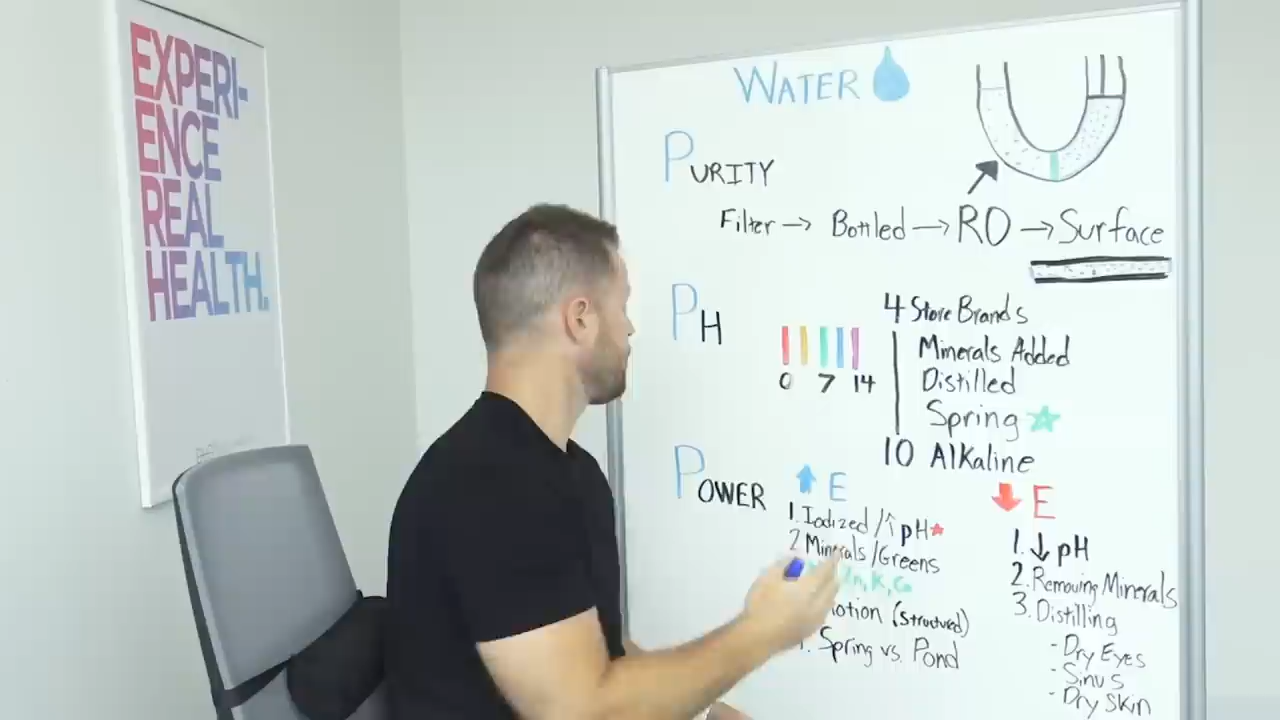 EXPERI-
ENCE
REAL
HEALTH.
WATER
PURITY
Filter → Bottled → RO → Surface
PH
0 7 14
4 Store Brands
Minerals Added
Distilled
Spring
10 Alkaline
POWER
↑ E
1. Iodized/↑pH
2 Minerals/Greens
K, Ca
otion (structured)
Spring vs. Pond
↓ E
1. ↓ pH
2. Removing Minerals
3. Distilling
- Dry Eyes
- Sinus
- Dry Skin